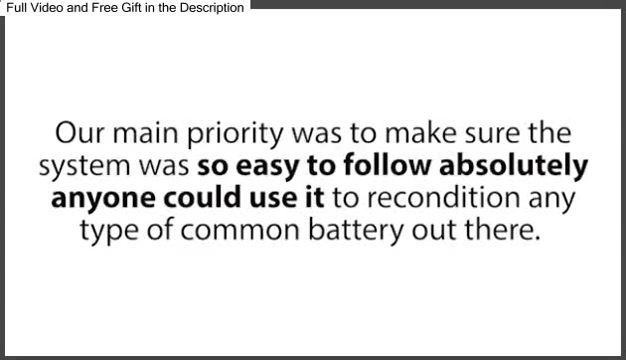 Full Video and Free Gift in the Description
Our main priority was to make sure the
system was so easy to follow absolutely
anyone could use it to recondition any
type of common battery out there.